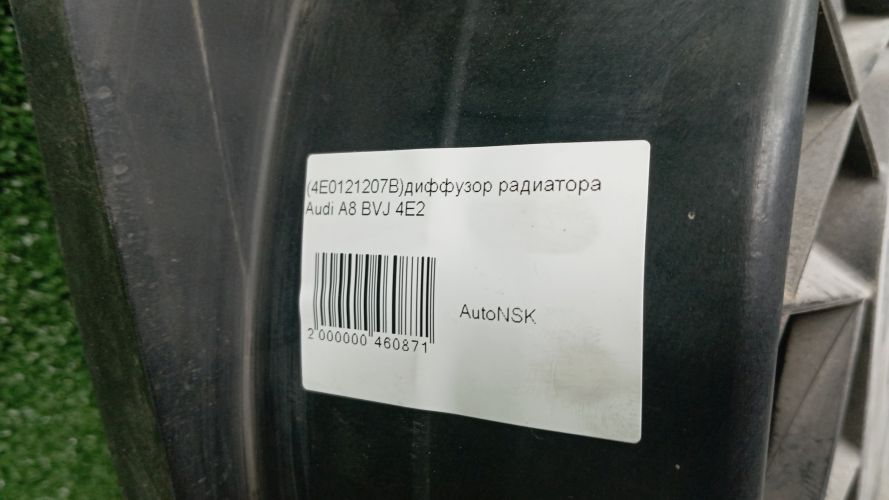 (4E0121207B)диффузор радиатора
Audi A8 BVJ 4E2
AutoNSK
2 000000 460871